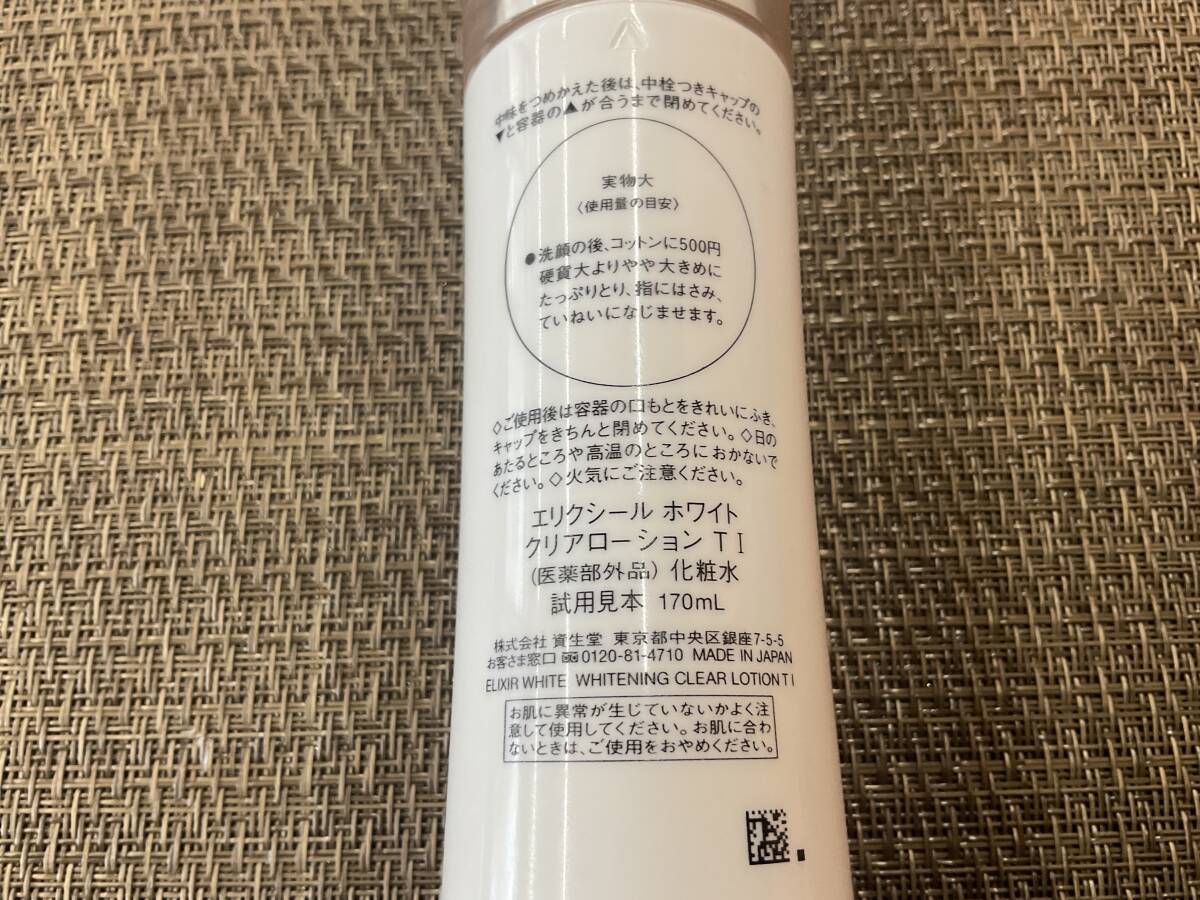 中味をつめかえた後は、中栓つきキャップの
▼と容器の▲が合うまで閉めてください。
実物大
〈使用量の目安〉
●洗顔の後、コットンに500円
硬貨大よりやや大きめに
たっぷりとり、指にはさみ、
ていねいになじませます。
◇ご使用後は容器の口もとをきれいにふき、
キャップをきちんと閉めてください。◇日の
あたるところや高温のところにおかないで
ください。◇火気にご注意ください。
エリクシール ホワイト
クリアローション T I
(医薬部外品) 化粧水
試用見本 170mL
株式会社 資生堂 東京都中央区銀座7-5-5
お客さま窓口 0120-81-4710 MADE IN JAPAN
ELIXIR WHITE WHITENING CLEAR LOTION T I
お肌に異常が生じていないかよく注
意して使用してください。お肌に合わ
ないときは、ご使用をおやめください。